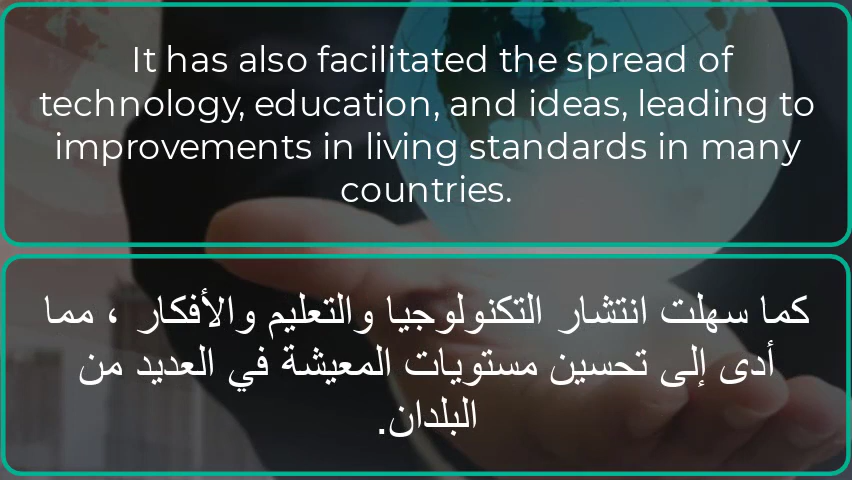 It has also facilitated the spread of
technology, education, and ideas, leading to
improvements in living standards in many
countries.
كما سهلت انتشار التكنولوجيا والتعليم والأفكار ، مما
أدى إلى تحسين مستويات المعيشة في العديد من
البلدان.